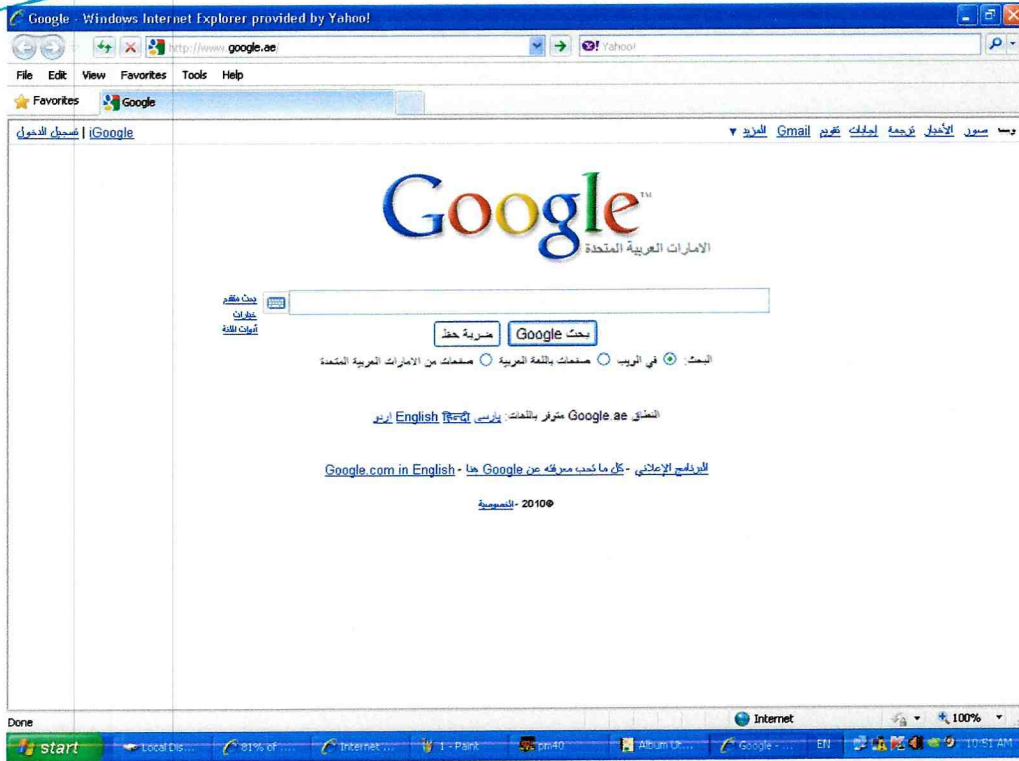 Google - Windows Internet Explorer provided by Yahoo!
http://www.google.ae Yahoo!
File Edit View Favorites Tools Help
Favorites Google
صور الأخبار ترجمة إجابات تقويم Gmail المزيد ▼
iGoogle | تسجيل الدخول
Google™
الامارات العربية المتحدة
بحث متقدم
خيارات
أدوات اللغة
بحث Google ضربة حظ
البحث: في الويب صفحات باللغة العربية صفحات من الامارات العربية المتحدة
النطاق Google.ae متوفر باللغات: پارسی English हिन्दी اردو
البرنامج الإعلاني - كل ما تحب معرفته عن Google هنا - Google.com in English
©2010 - الخصوصية
Done Internet 100%
start Local Dis... 81% of ... Internet ... 1 - Paint pm40 Album Ut... Google - ... EN 10:51 AM